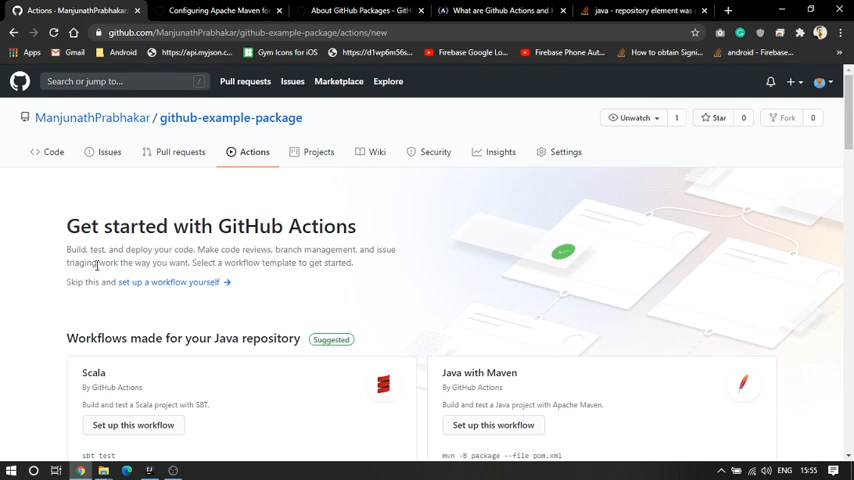 Actions - ManjunathPrabhakar/
Configuring Apache Maven fo
About GitHub Packages - GitH
What are Github Actions and
java - repository element was
github.com/ManjunathPrabhakar/github-example-package/actions/new
Apps
Gmail
Android
https://api.myjson.c...
Gym Icons for iOS
https://d1wp6m56s...
Firebase Google Lo...
Firebase Phone Aut...
How to obtain Signi...
android - Firebase...
Search or jump to...
/
Pull requests
Issues
Marketplace
Explore
ManjunathPrabhakar / github-example-package
Unwatch
1
Star
0
Fork
0
Code
Issues
Pull requests
Actions
Projects
Wiki
Security
Insights
Settings
Get started with GitHub Actions
Build, test, and deploy your code. Make code reviews, branch management, and issue
triaging work the way you want. Select a workflow template to get started.
Skip this and set up a workflow yourself →
Workflows made for your Java repository
Suggested
Scala
By GitHub Actions
Build and test a Scala project with SBT.
Set up this workflow
sbt test
Java with Maven
By GitHub Actions
Build and test a Java project with Apache Maven.
Set up this workflow
mvn -B package --file pom.xml
ENG
15:55